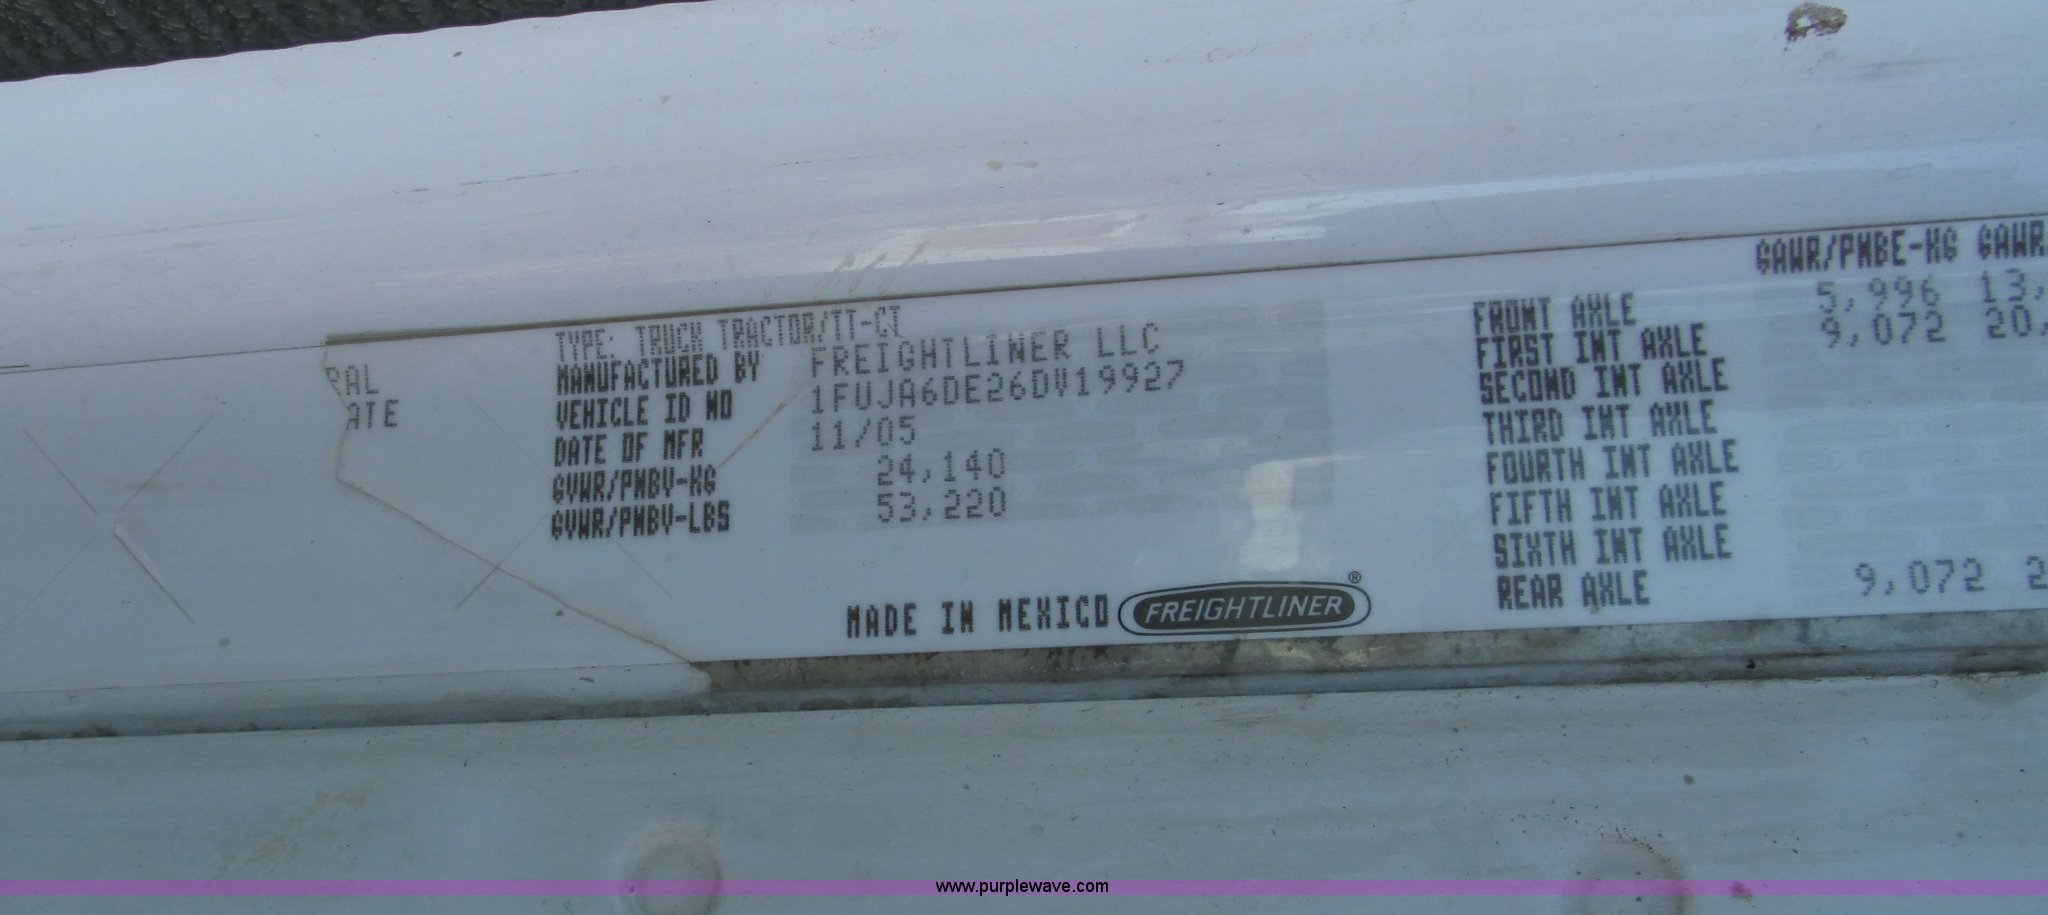 RAL
ATE
TYPE: TRUCK TRACTOR/TT-CT
MANUFACTURED BY FREIGHTLINER LLC
VEHICLE ID NO 1FUJA6DE26DV19927
DATE OF MFR 11/05
GVWR/PNBV-KG 24,140
GVWR/PNBV-LBS 53,220
MADE IN MEXICO FREIGHTLINER®
GAWR/PNBE-KG GAWR
FRONT AXLE 5,996 13,
FIRST INT AXLE 9,072 20,
SECOND INT AXLE
THIRD INT AXLE
FOURTH INT AXLE
FIFTH INT AXLE
SIXTH INT AXLE
REAR AXLE 9,072 2
www.purplewave.com